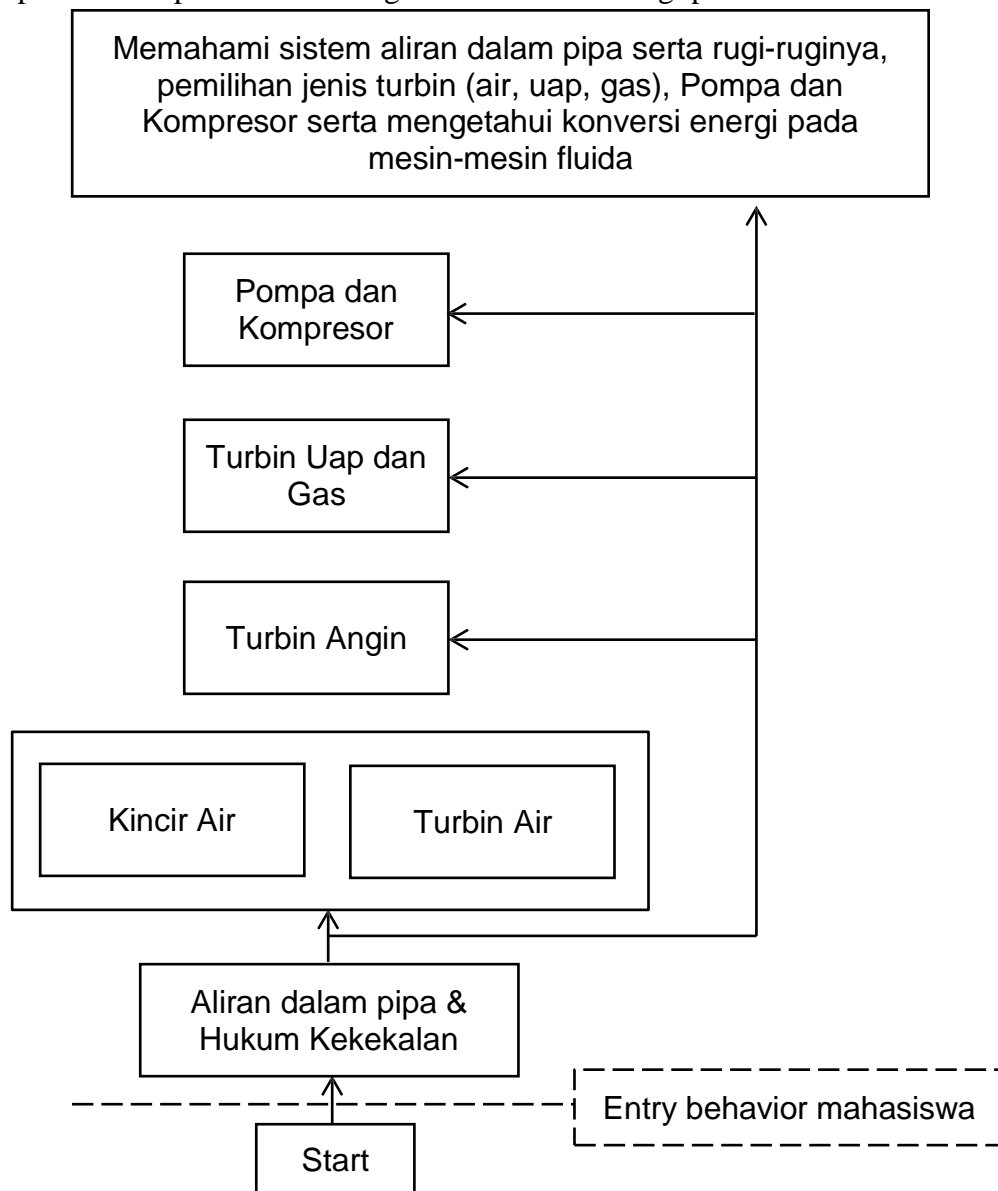 Memahami sistem aliran dalam pipa serta rugi-ruginya,
pemilihan jenis turbin (air, uap, gas), Pompa dan
Kompresor serta mengetahui konversi energi pada
mesin-mesin fluida
Pompa dan
Kompresor
Turbin Uap dan
Gas
Turbin Angin
Kincir Air
Turbin Air
Aliran dalam pipa &
Hukum Kekekalan
Entry behavior mahasiswa
Start